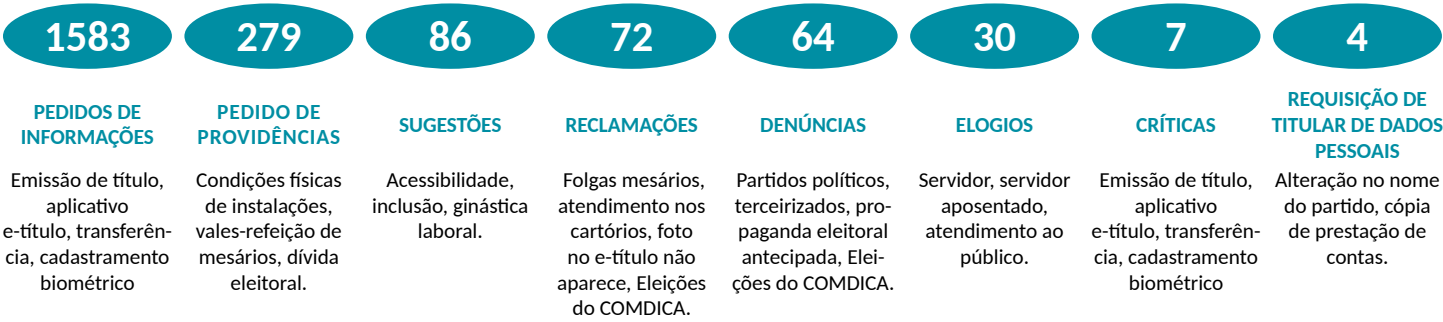 1583
PEDIDOS DE
INFORMAÇÕES
Emissão de título,
aplicativo
e-título, transferên-
cia, cadastramento
biométrico
279
PEDIDO DE
PROVIDÊNCIAS
Condições físicas
de instalações,
vales-refeição de
mesários, dívida
eleitoral.
86
SUGESTÕES
Acessibilidade,
inclusão, ginástica
laboral.
72
RECLAMAÇÕES
Folgas mesários,
atendimento nos
cartórios, foto
no e-título não
aparece, Eleições
do COMDICA.
64
DENÚNCIAS
Partidos políticos,
terceirizados, pro-
paganda eleitoral
antecipada, Elei-
ções do COMDICA.
30
ELOGIOS
Servidor, servidor
aposentado,
atendimento ao
público.
7
CRÍTICAS
Emissão de título,
aplicativo
e-título, transferên-
cia, cadastramento
biométrico
4
REQUISIÇÃO DE
TITULAR DE DADOS
PESSOAIS
Alteração no nome
do partido, cópia
de prestação de
contas.